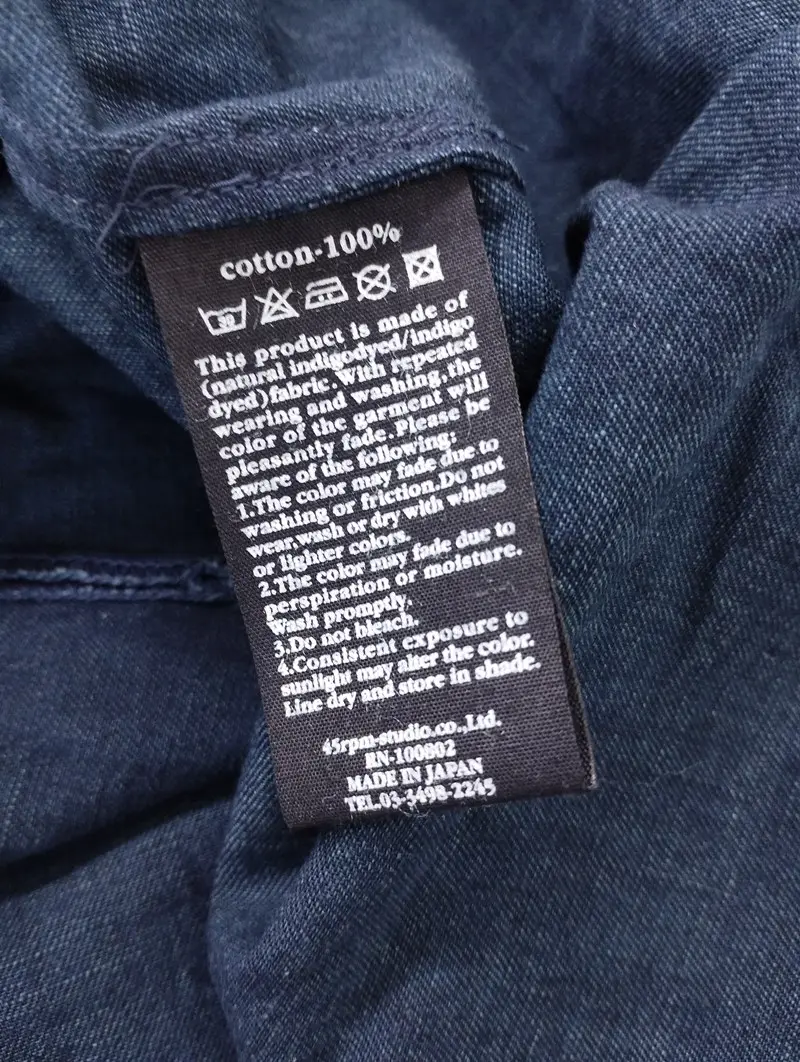 cotton·100%
30
This product is made of
(natural indigodyed/indigo
dyed)fabric.With repeated
wearing and washing,the
color of the garment will
pleasantly fade.Please be
aware of the following:
1.The color may fade due to
washing or friction.Do not
wear,wash or dry with whites
or lighter colors.
2.The color may fade due to
perspiration or moisture.
Wash promptly.
3.Do not bleach.
4.Consistent exposure to
sunlight may alter the color.
Line dry and store in shade.
45rpm-studio.co.,Ltd.
RN-100802
MADE IN JAPAN
TEL.03-3498-2245